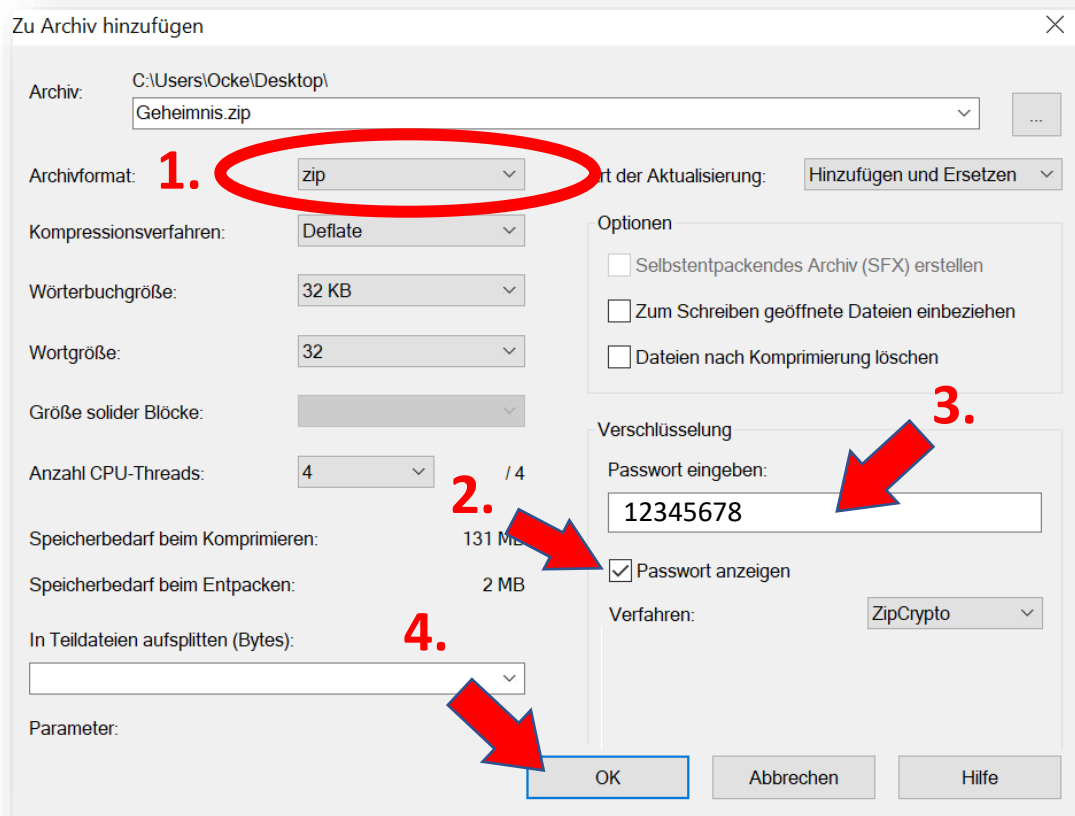 Zu Archiv hinzufügen
Archiv:
C:\Users\Ocke\Desktop\
Geheimnis.zip
...
Archivformat:
1.
zip
rt der Aktualisierung:
Hinzufügen und Ersetzen
Kompressionsverfahren:
Deflate
Wörterbuchgröße:
32 KB
Wortgröße:
32
Größe solider Blöcke:
Anzahl CPU-Threads:
4
/ 4
Speicherbedarf beim Komprimieren:
131 MB
Speicherbedarf beim Entpacken:
2 MB
In Teildateien aufsplitten (Bytes):
Parameter:
Optionen
Selbstentpackendes Archiv (SFX) erstellen
Zum Schreiben geöffnete Dateien einbeziehen
Dateien nach Komprimierung löschen
3.
Verschlüsselung
Passwort eingeben:
12345678
2.
Passwort anzeigen
Verfahren:
ZipCrypto
4.
OK
Abbrechen
Hilfe